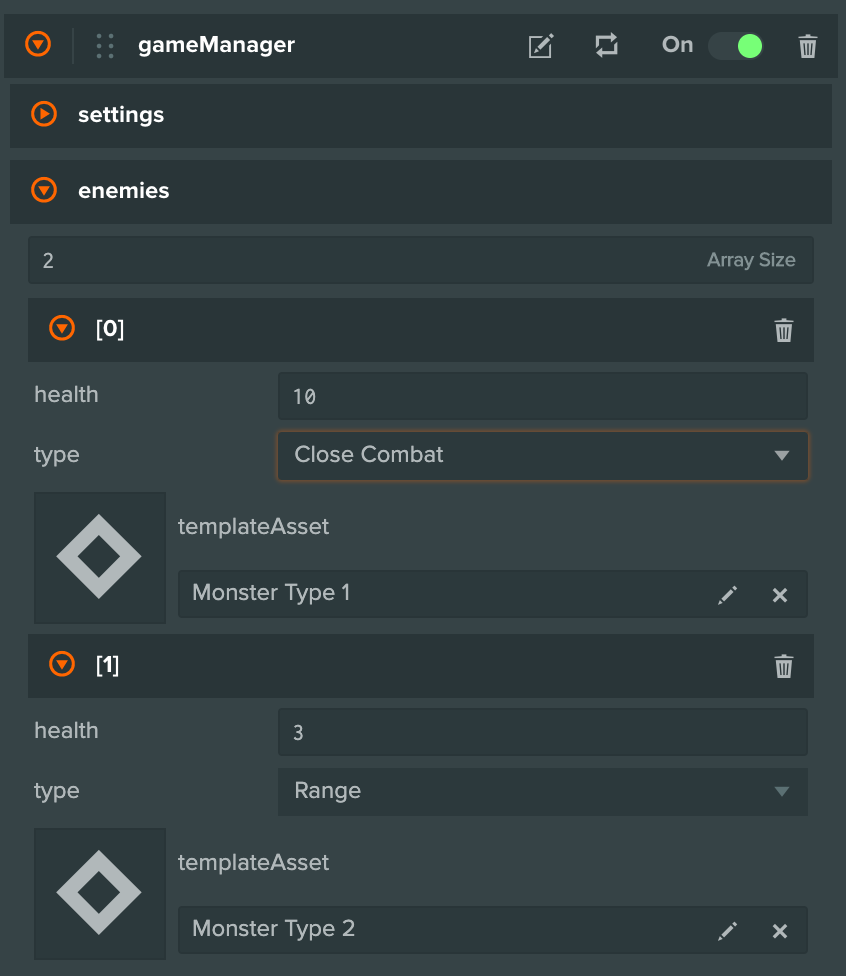 gameManager On
settings
enemies
2 Array Size
[0]
health 10
type Close Combat
templateAsset
Monster Type 1
[1]
health 3
type Range
templateAsset
Monster Type 2